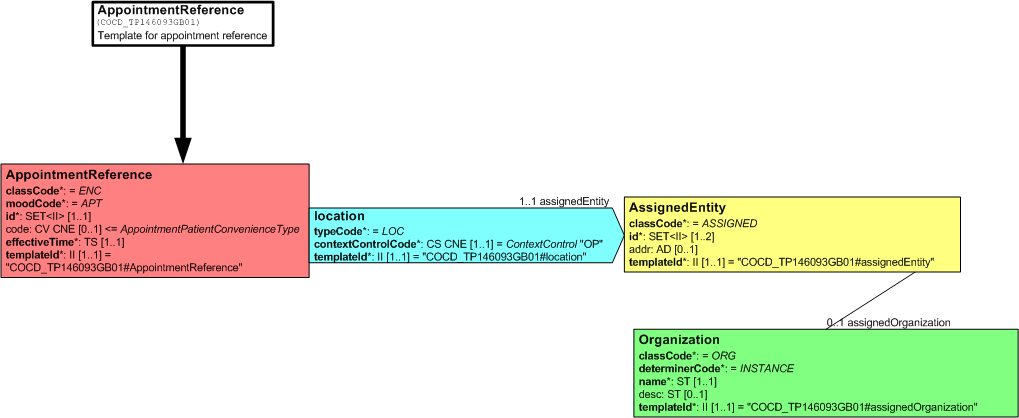 AppointmentReference
(COCD_TP146093GB01)
Template for appointment reference
AppointmentReference
classCode*: = ENC
moodCode*: = APT
id*: SET<II> [1..1]
code: CV CNE [0..1] <= AppointmentPatientConvenienceType
effectiveTime*: TS [1..1]
templateId*: II [1..1] =
"COCD_TP146093GB01#AppointmentReference"
location
typeCode*: = LOC
contextControlCode*: CS CNE [1..1] = ContextControl "OP"
templateId*: II [1..1] = "COCD_TP146093GB01#location"
1..1 assignedEntity
AssignedEntity
classCode*: = ASSIGNED
id*: SET<II> [1..2]
addr: AD [0..1]
templateId*: II [1..1] = "COCD_TP146093GB01#assignedEntity"
0..1 assignedOrganization
Organization
classCode*: = ORG
determinerCode*: = INSTANCE
name*: ST [1..1]
desc: ST [0..1]
templateId*: II [1..1] = "COCD_TP146093GB01#assignedOrganization"